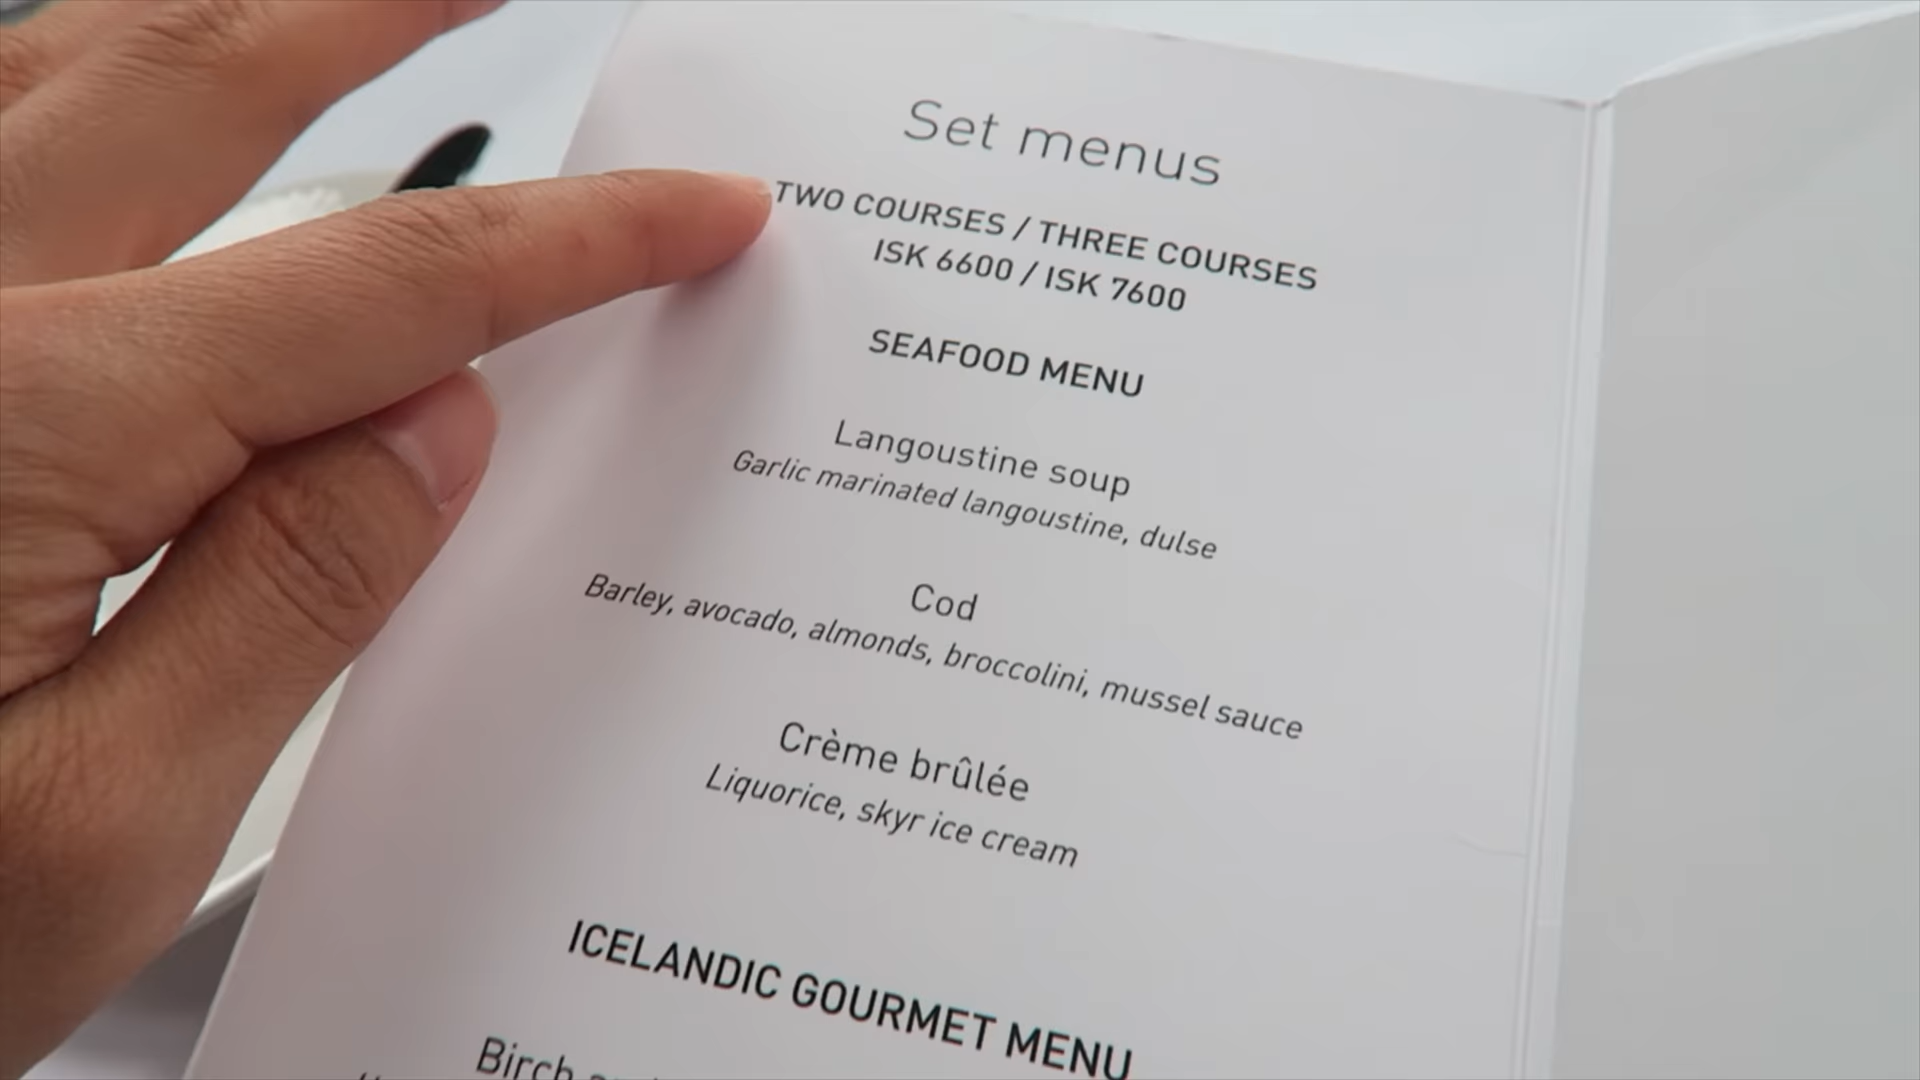 Set menus
TWO COURSES / THREE COURSES
ISK 6600 / ISK 7600
SEAFOOD MENU
Langoustine soup
Garlic marinated langoustine, dulse
Cod
Barley, avocado, almonds, broccolini, mussel sauce
Crème brûlée
Liquorice, skyr ice cream
ICELANDIC GOURMET MENU
Birch